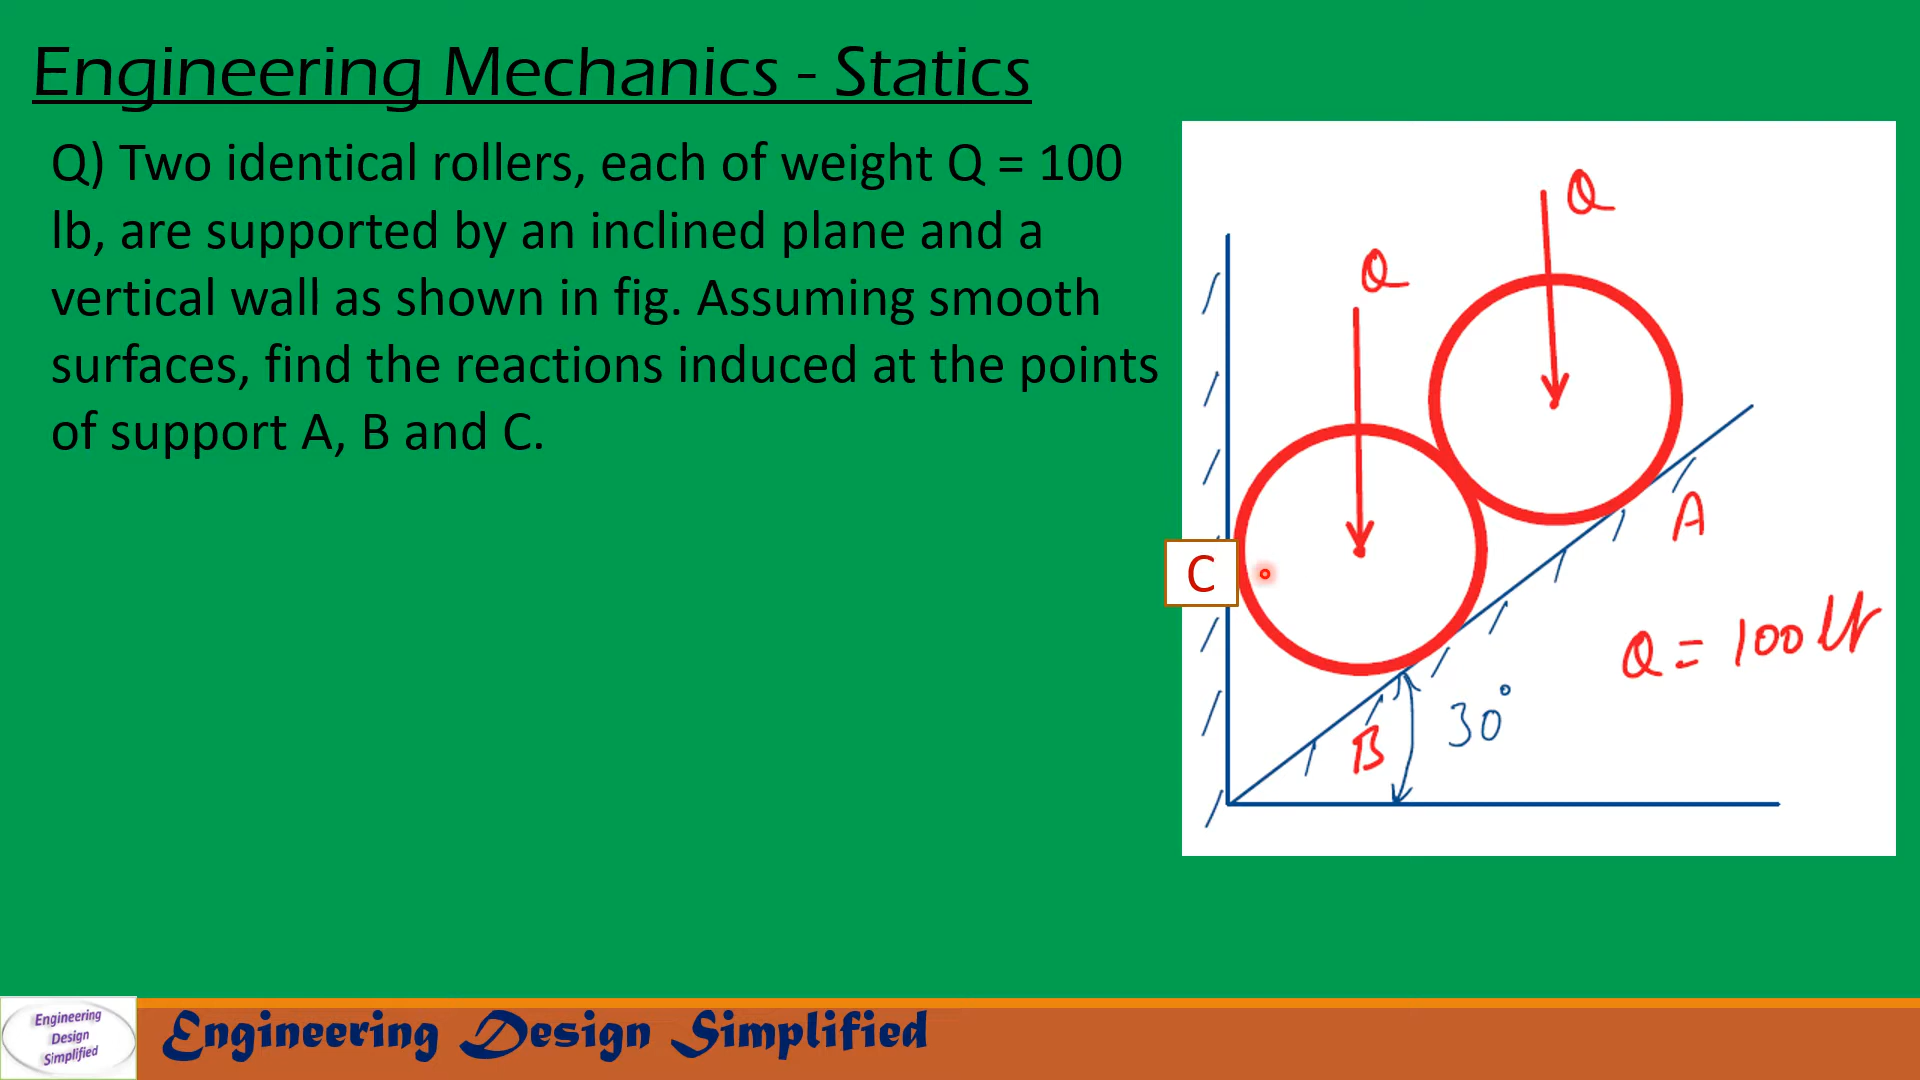 Engineering Mechanics - Statics
Q) Two identical rollers, each of weight Q = 100
lb, are supported by an inclined plane and a
vertical wall as shown in fig. Assuming smooth
surfaces, find the reactions induced at the points
of support A, B and C.
Q
Q
A
C
Q = 100 lb
30°
B
Engineering
Design
Simplified
Engineering Design Simplified